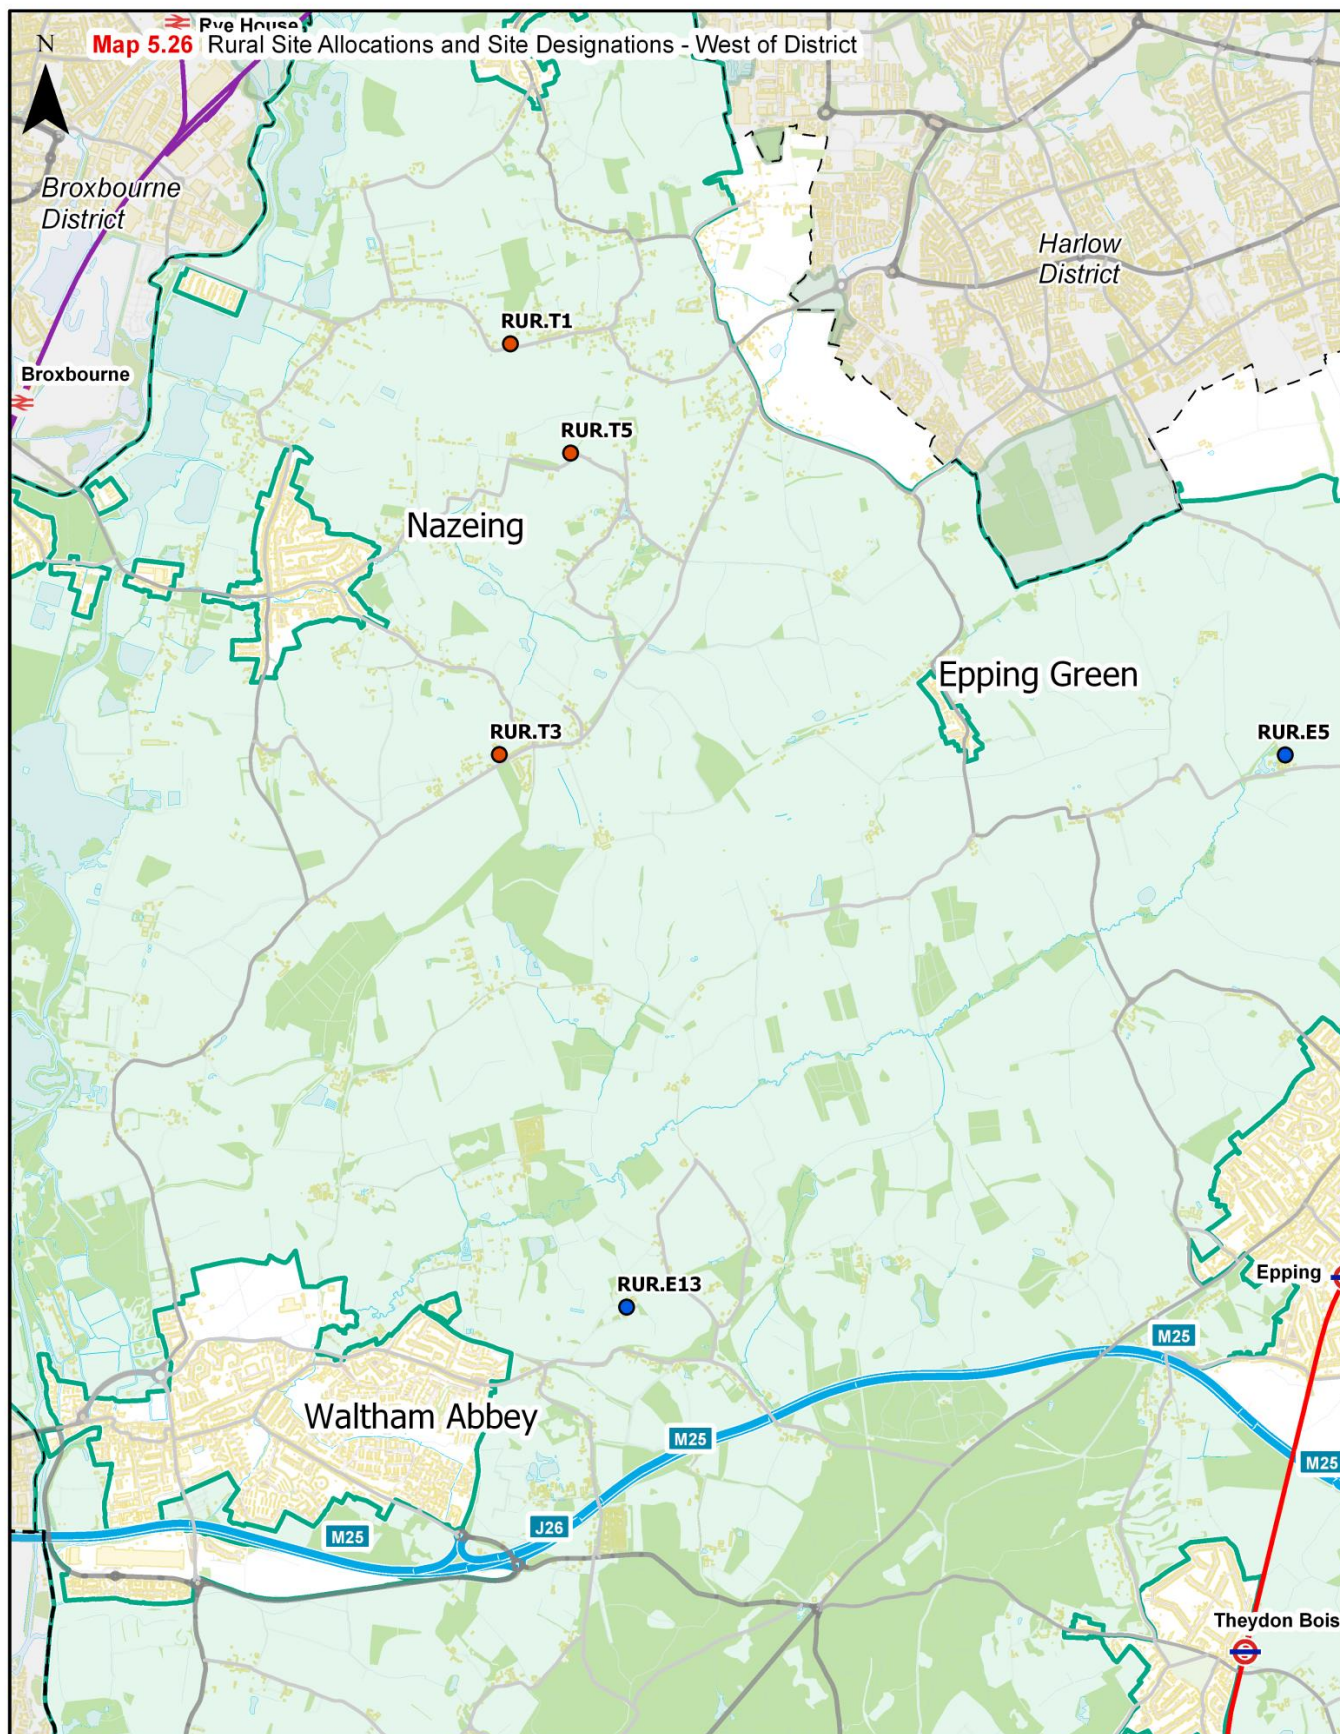 Rye House
N
Map 5.26 Rural Site Allocations and Site Designations - West of District
Broxbourne
District
Harlow
District
RUR.T1
Broxbourne
RUR.T5
Nazeing
Epping Green
RUR.T3
RUR.E5
Epping
RUR.E13
M25
Waltham Abbey
M25
M25
J26
M25
Theydon Bois